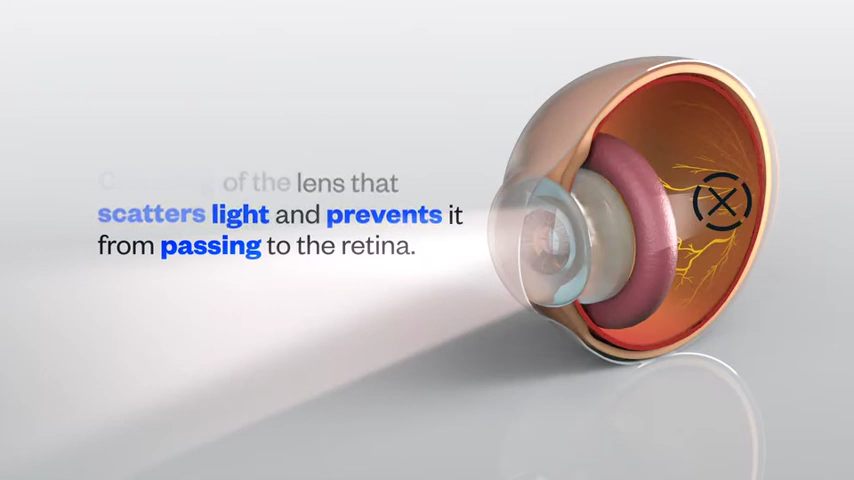 of the lens that
scatters light and prevents it
from passing to the retina.